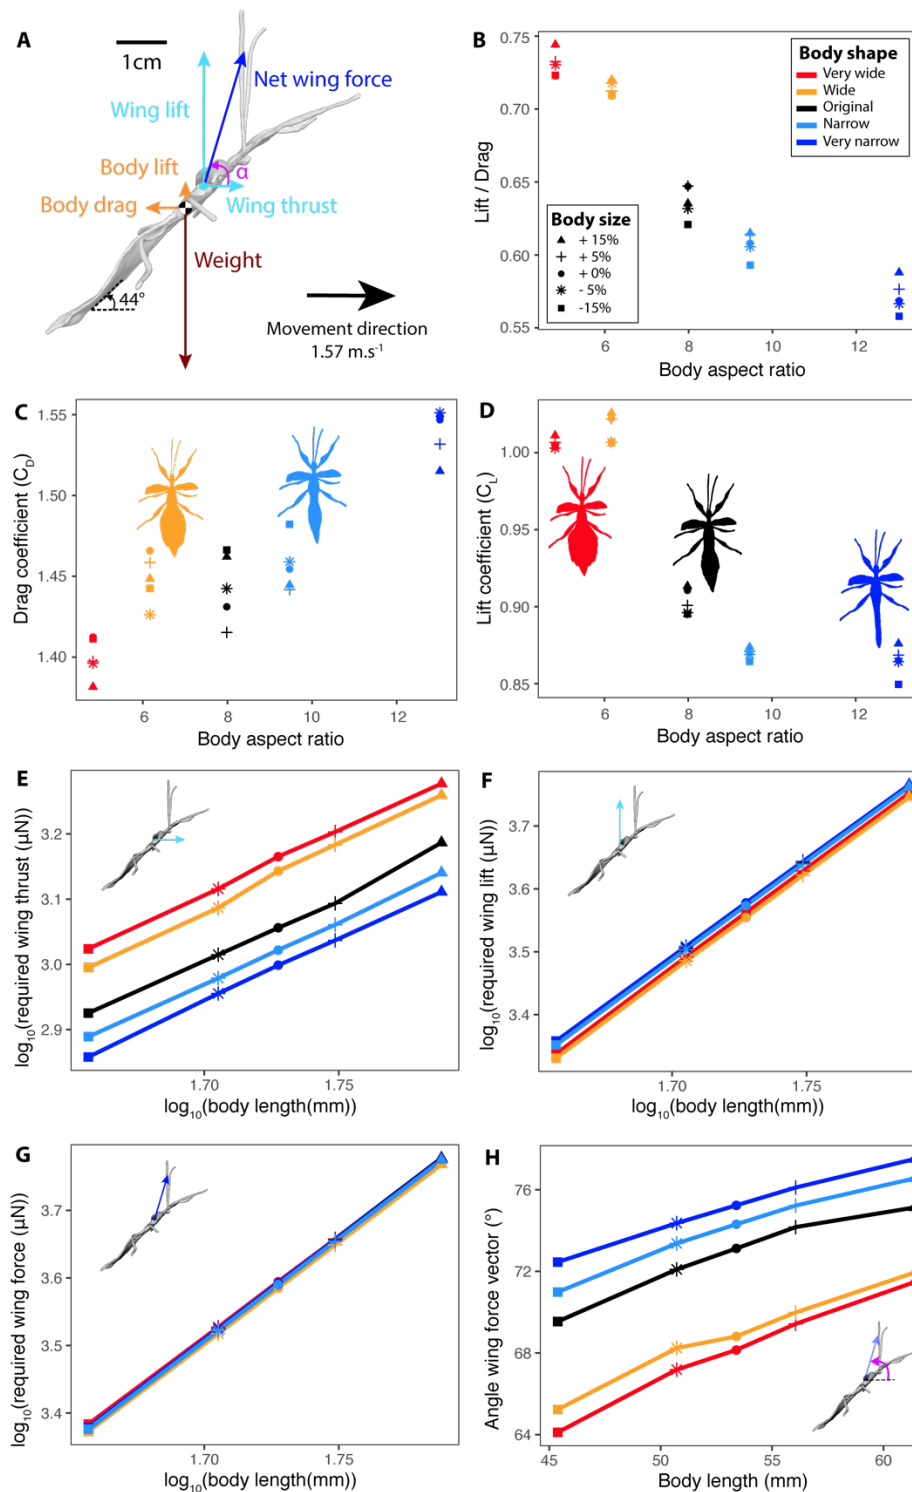 A
1cm
Net wing force
Wing lift
Body lift
α
Body drag
Wing thrust
Weight
44°
Movement direction
1.57 m.s⁻¹
B
Lift / Drag
0.75
0.70
0.65
0.60
0.55
6
8
10
12
Body aspect ratio
Body shape
Very wide
Wide
Original
Narrow
Very narrow
Body size
+ 15%
+ 5%
+ 0%
- 5%
-15%
C
Drag coefficient (C_D)
1.55
1.50
1.45
1.40
6
8
10
12
Body aspect ratio
D
Lift coefficient (C_L)
1.00
0.95
0.90
0.85
6
8
10
12
Body aspect ratio
E
log₁₀(required wing thrust (µN))
3.2
3.1
3.0
2.9
1.70
1.75
log₁₀(body length(mm))
F
log₁₀(required wing lift (µN))
3.7
3.6
3.5
3.4
1.70
1.75
log₁₀(body length(mm))
G
log₁₀(required wing force (µN))
3.7
3.6
3.5
3.4
1.70
1.75
log₁₀(body length(mm))
H
Angle wing force vector (°)
76
72
68
64
45
50
55
60
Body length (mm)